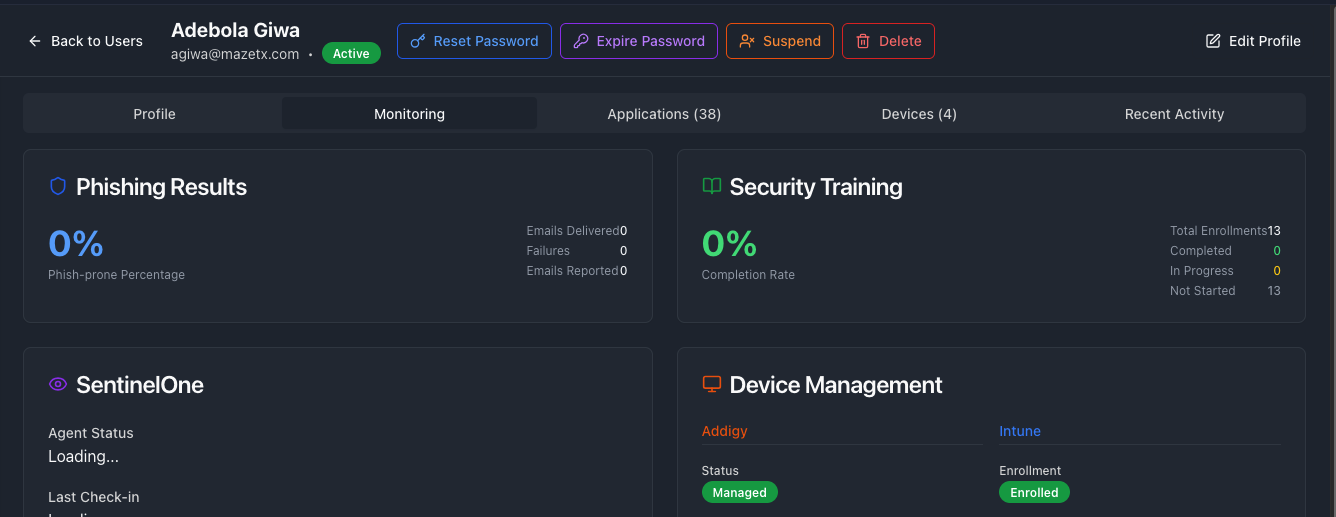 Back to Users
Adebola Giwa
agiwa@mazetx.com • Active
Reset Password
Expire Password
Suspend
Delete
Edit Profile
Profile
Monitoring
Applications (38)
Devices (4)
Recent Activity
Phishing Results
0%
Phish-prone Percentage
Emails Delivered 0
Failures 0
Emails Reported 0
Security Training
0%
Completion Rate
Total Enrollments 13
Completed 0
In Progress 0
Not Started 13
SentinelOne
Agent Status
Loading...
Last Check-in
Device Management
Addigy
Status
Managed
Intune
Enrollment
Enrolled